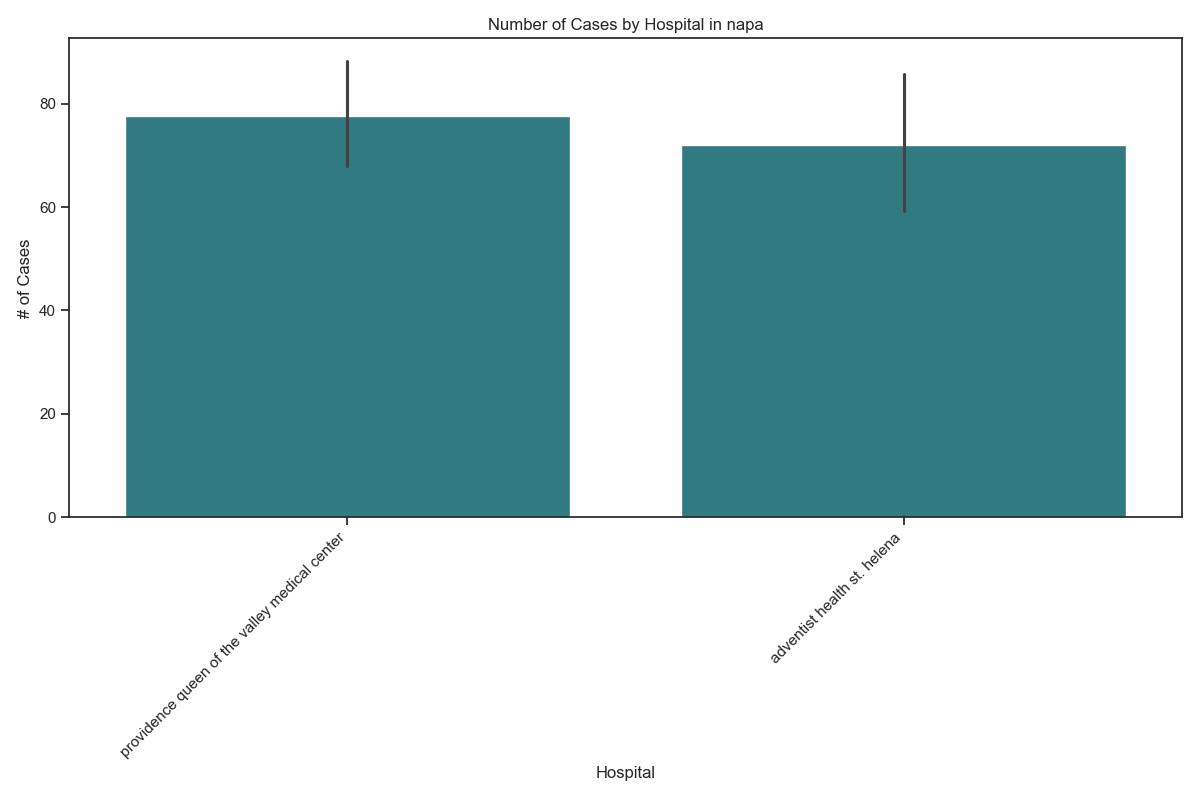 Number of Cases by Hospital in napa
# of Cases
80
60
40
20
0
providence queen of the valley medical center
adventist health st. helena
Hospital